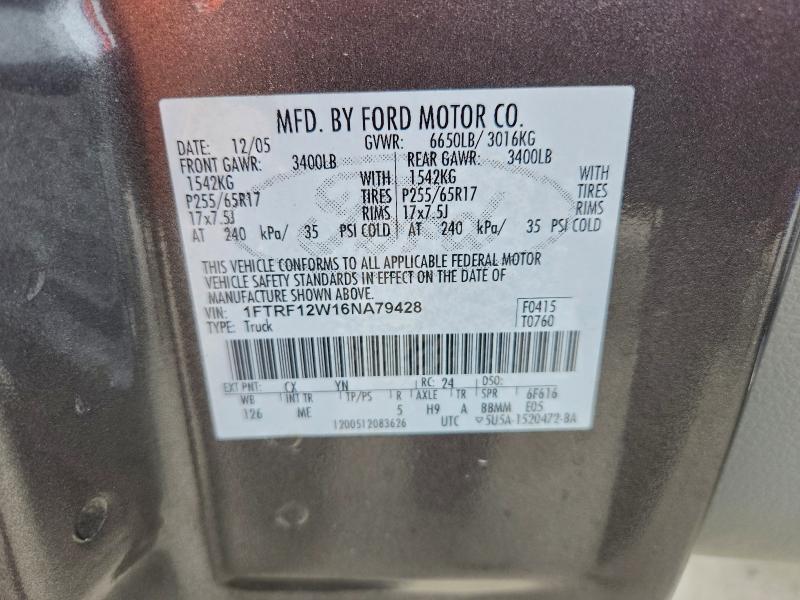 MFD. BY FORD MOTOR CO.
DATE: 12/05 GVWR: 6650LB/ 3016KG
FRONT GAWR: 3400LB REAR GAWR: 3400LB
1542KG WITH 1542KG WITH
P255/65R17 TIRES P255/65R17 TIRES
17x7.5J RIMS 17x7.5J RIMS
AT 240 kPa/ 35 PSI COLD AT 240 kPa/ 35 PSI COLD
THIS VEHICLE CONFORMS TO ALL APPLICABLE FEDERAL MOTOR
VEHICLE SAFETY STANDARDS IN EFFECT ON THE DATE OF
MANUFACTURE SHOWN ABOVE.
VIN: 1FTRF12W16NA79428 F0415
TYPE: Truck T0760
EXT PNT: CX YN RC: 24 DSO:
WB INT TR TP/PS R AXLE TR SPR 6F616
126 ME 5 H9 A BBMM E05
1200512083626 UTC ▽5U5A-1520472-BA